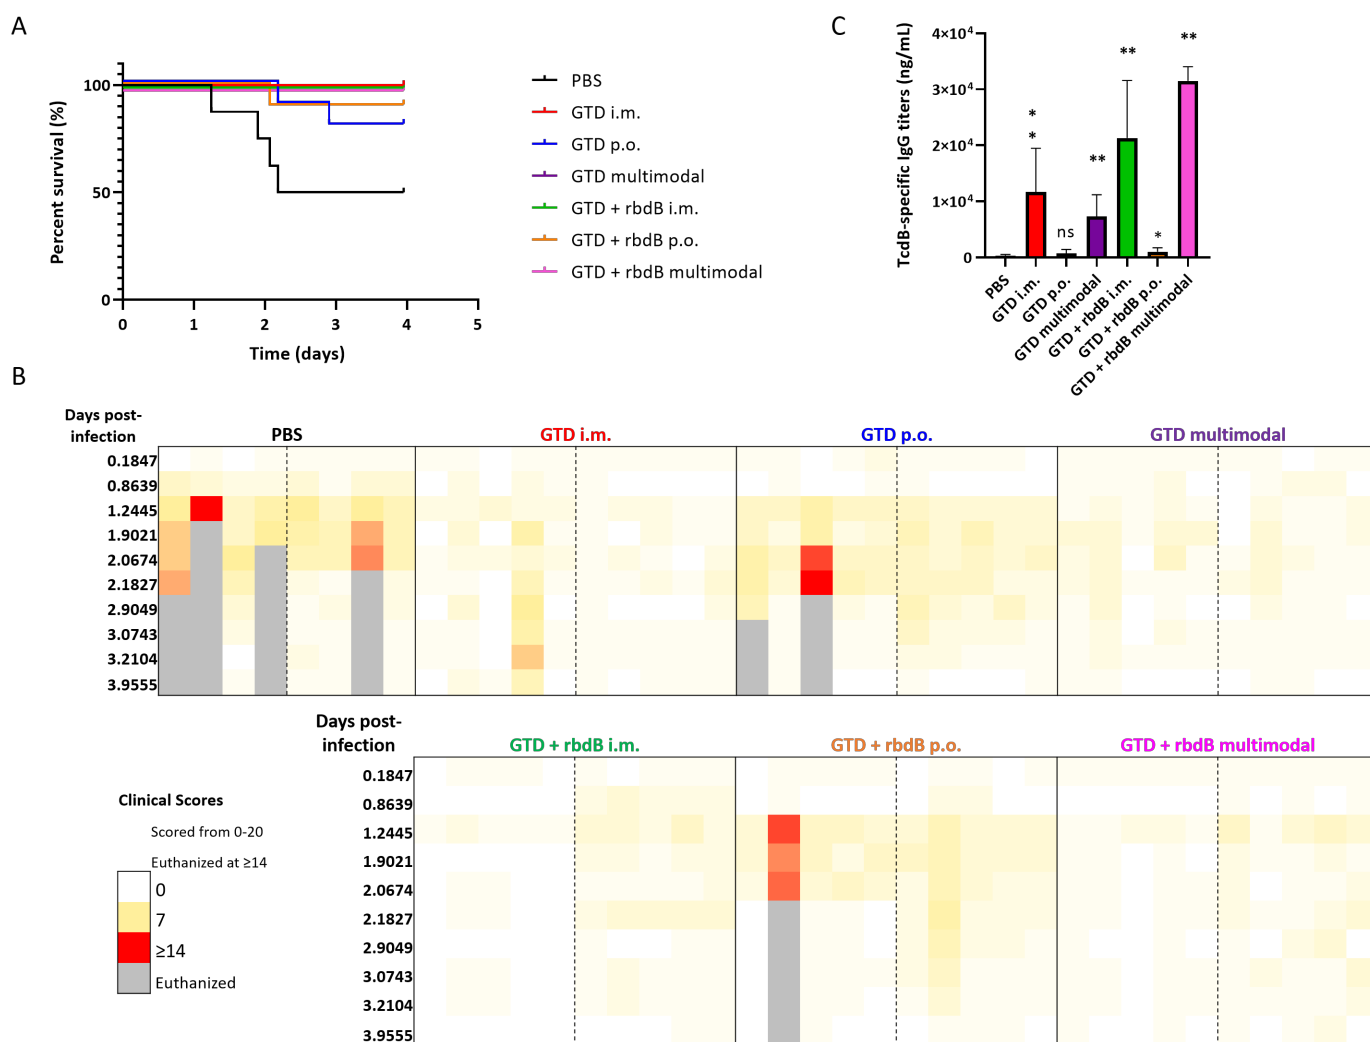 A
Percent survival (%)
100
50
0
0 1 2 3 4 5
Time (days)
PBS
GTD i.m.
GTD p.o.
GTD multimodal
GTD + rbdB i.m.
GTD + rbdB p.o.
GTD + rbdB multimodal
C
TcdB-specific IgG titers (ng/mL)
4×10⁴
3×10⁴
2×10⁴
1×10⁴
0
*
*
ns
**
**
*
**
PBS
GTD i.m.
GTD p.o.
GTD multimodal
GTD + rbdB i.m.
GTD + rbdB p.o.
GTD + rbdB multimodal
B
Days post-
infection
PBS GTD i.m. GTD p.o. GTD multimodal
0.1847
0.8639
1.2445
1.9021
2.0674
2.1827
2.9049
3.0743
3.2104
3.9555
Days post-
infection
GTD + rbdB i.m. GTD + rbdB p.o. GTD + rbdB multimodal
0.1847
0.8639
1.2445
1.9021
2.0674
2.1827
2.9049
3.0743
3.2104
3.9555
Clinical Scores
Scored from 0-20
Euthanized at ≥14
0
7
≥14
Euthanized